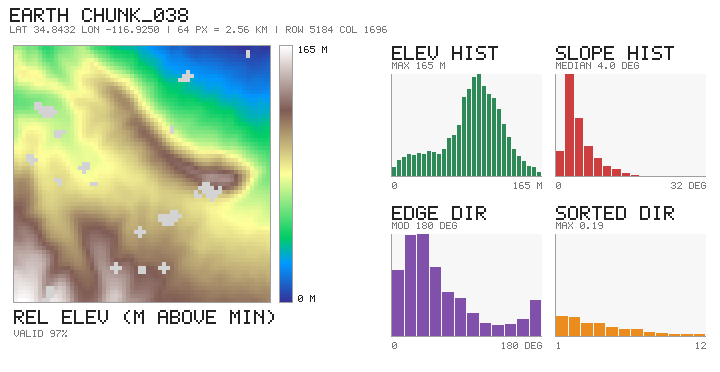 EARTH CHUNK_038
LAT 34.8432 LON -116.9250 | 64 PX = 2.56 KM | ROW 5184 COL 1696
165 M
0 M
REL ELEV (M ABOVE MIN)
VALID 97%
ELEV HIST
MAX 165 M
0 165 M
SLOPE HIST
MEDIAN 4.0 DEG
0 32 DEG
EDGE DIR
MOD 180 DEG
0 180 DEG
SORTED DIR
MAX 0.19
1 12